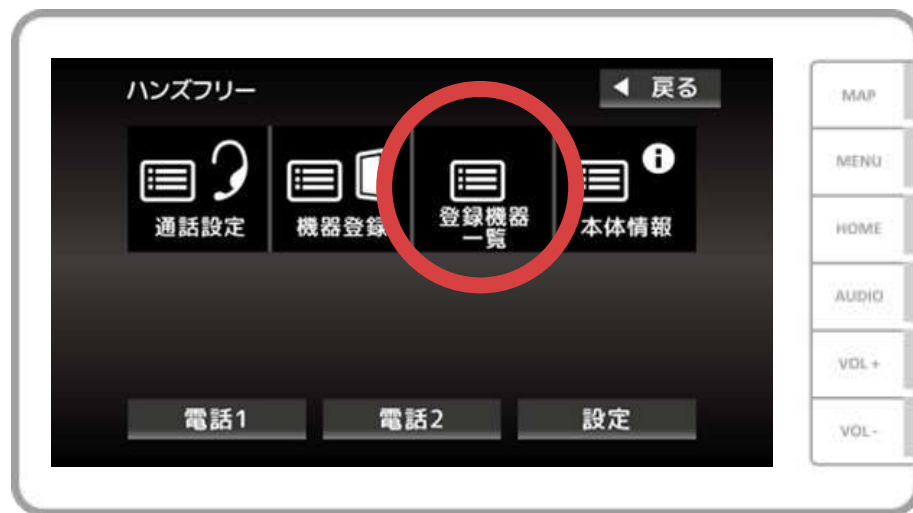 ハンズフリー
◀ 戻る
通話設定
機器登録
登録機器
一覧
本体情報
電話1
電話2
設定
MAP
MENU
HOME
AUDIO
VOL +
VOL -